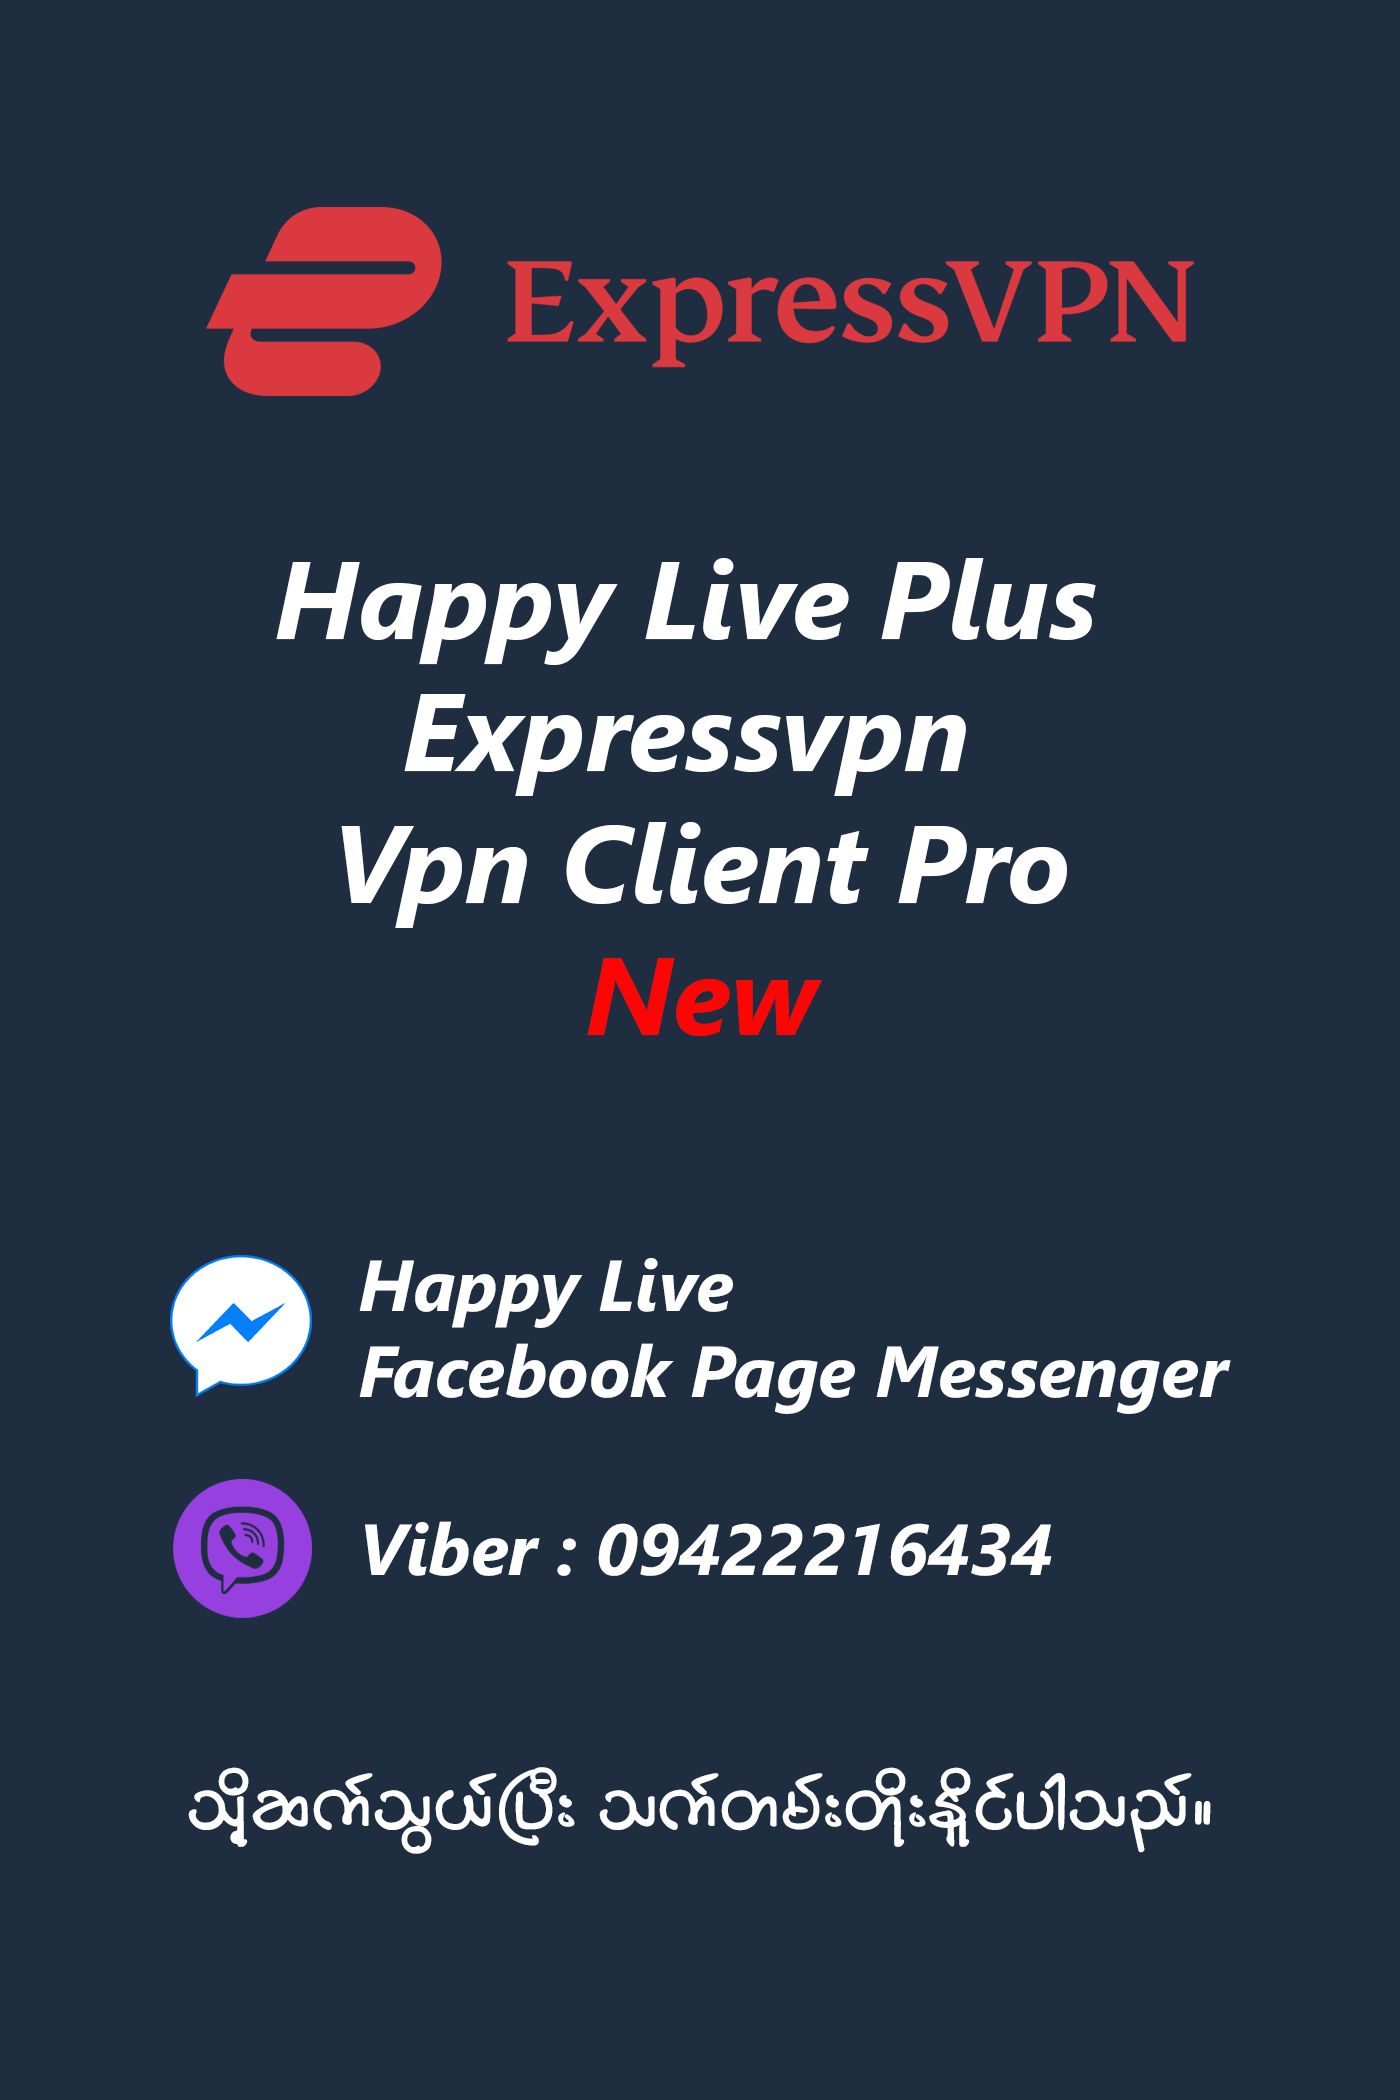 ExpressVPN
Happy Live Plus
Expressvpn
Vpn Client Pro
New
Happy Live
Facebook Page Messenger
Viber : 09422216434
သို့ဆက်သွယ်ပြီး သက်တမ်းတိုးနိူင်ပါသည်။